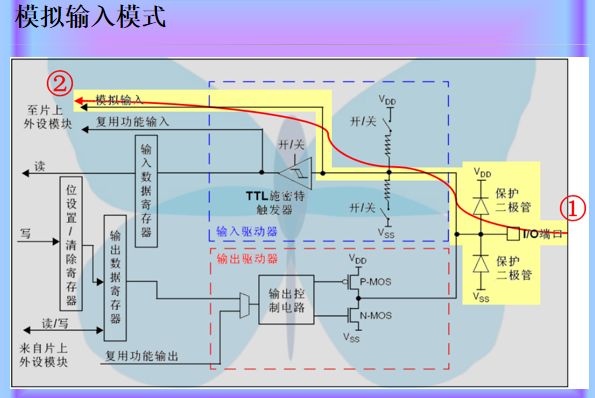 模拟输入模式
②
模拟输入
至片上
外设模块
复用功能输入
读
写
位设置/清除寄存器
输入数据寄存器
输出数据寄存器
开/关
TTL施密特
触发器
VDD
开/关
开/关
VSS
输入驱动器
VDD
保护
二极管
①
I/O端口
保护
二极管
VSS
输出驱动器
VDD
P-MOS
输出控
制电路
N-MOS
VSS
读/写
来自片上
外设模块
复用功能输出